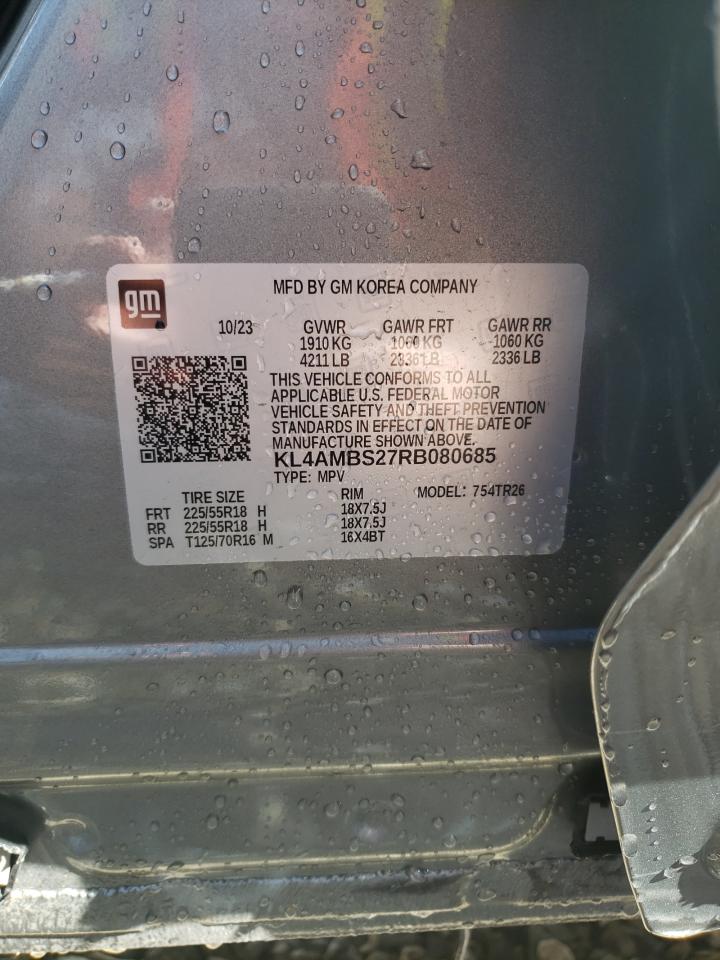 gm
MFD BY GM KOREA COMPANY
10/23 GVWR GAWR FRT GAWR RR
1910 KG 1060 KG 1060 KG
4211 LB 2336 LB 2336 LB
THIS VEHICLE CONFORMS TO ALL
APPLICABLE U.S. FEDERAL MOTOR
VEHICLE SAFETY AND THEFT PREVENTION
STANDARDS IN EFFECT ON THE DATE OF
MANUFACTURE SHOWN ABOVE.
KL4AMBS27RB080685
TYPE: MPV
TIRE SIZE RIM MODEL: 754TR26
FRT 225/55R18 H 18X7.5J
RR 225/55R18 H 18X7.5J
SPA T125/70R16 M 16X4BT